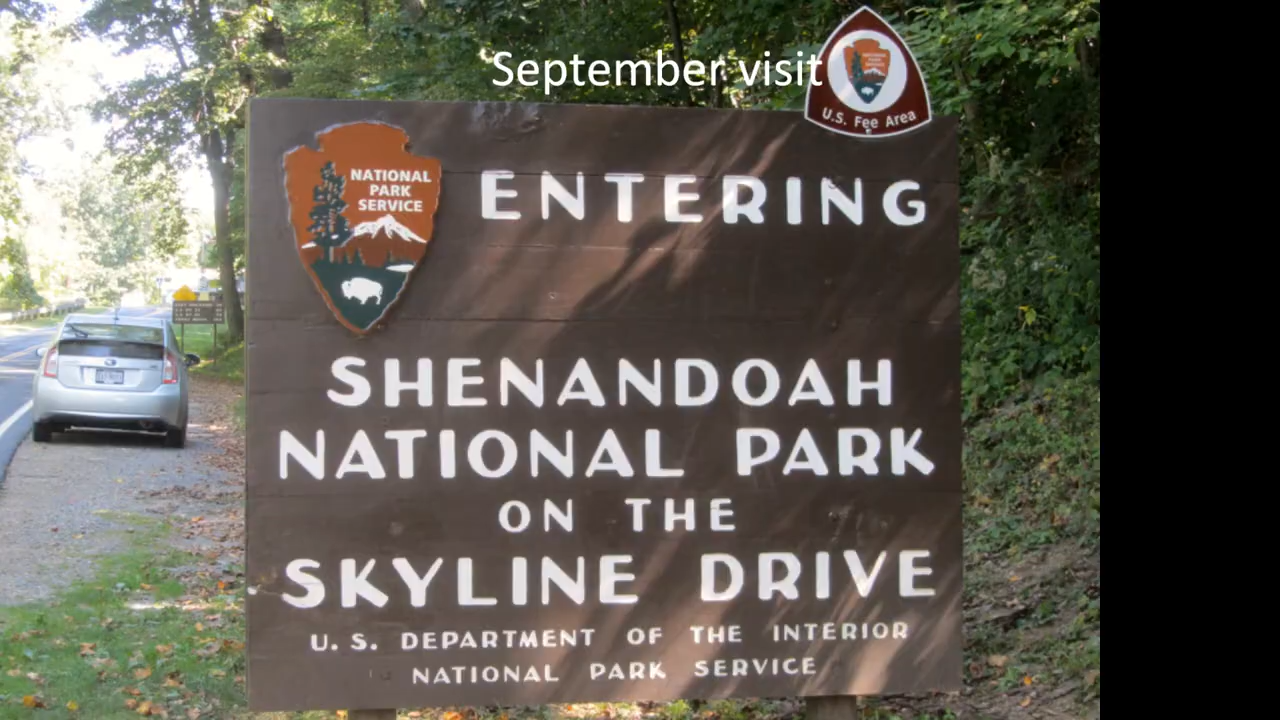 September visit
U.S. Fee Area
NATIONAL
PARK
SERVICE
ENTERING
SHENANDOAH
NATIONAL PARK
ON THE
SKYLINE DRIVE
U.S. DEPARTMENT OF THE INTERIOR
NATIONAL PARK SERVICE